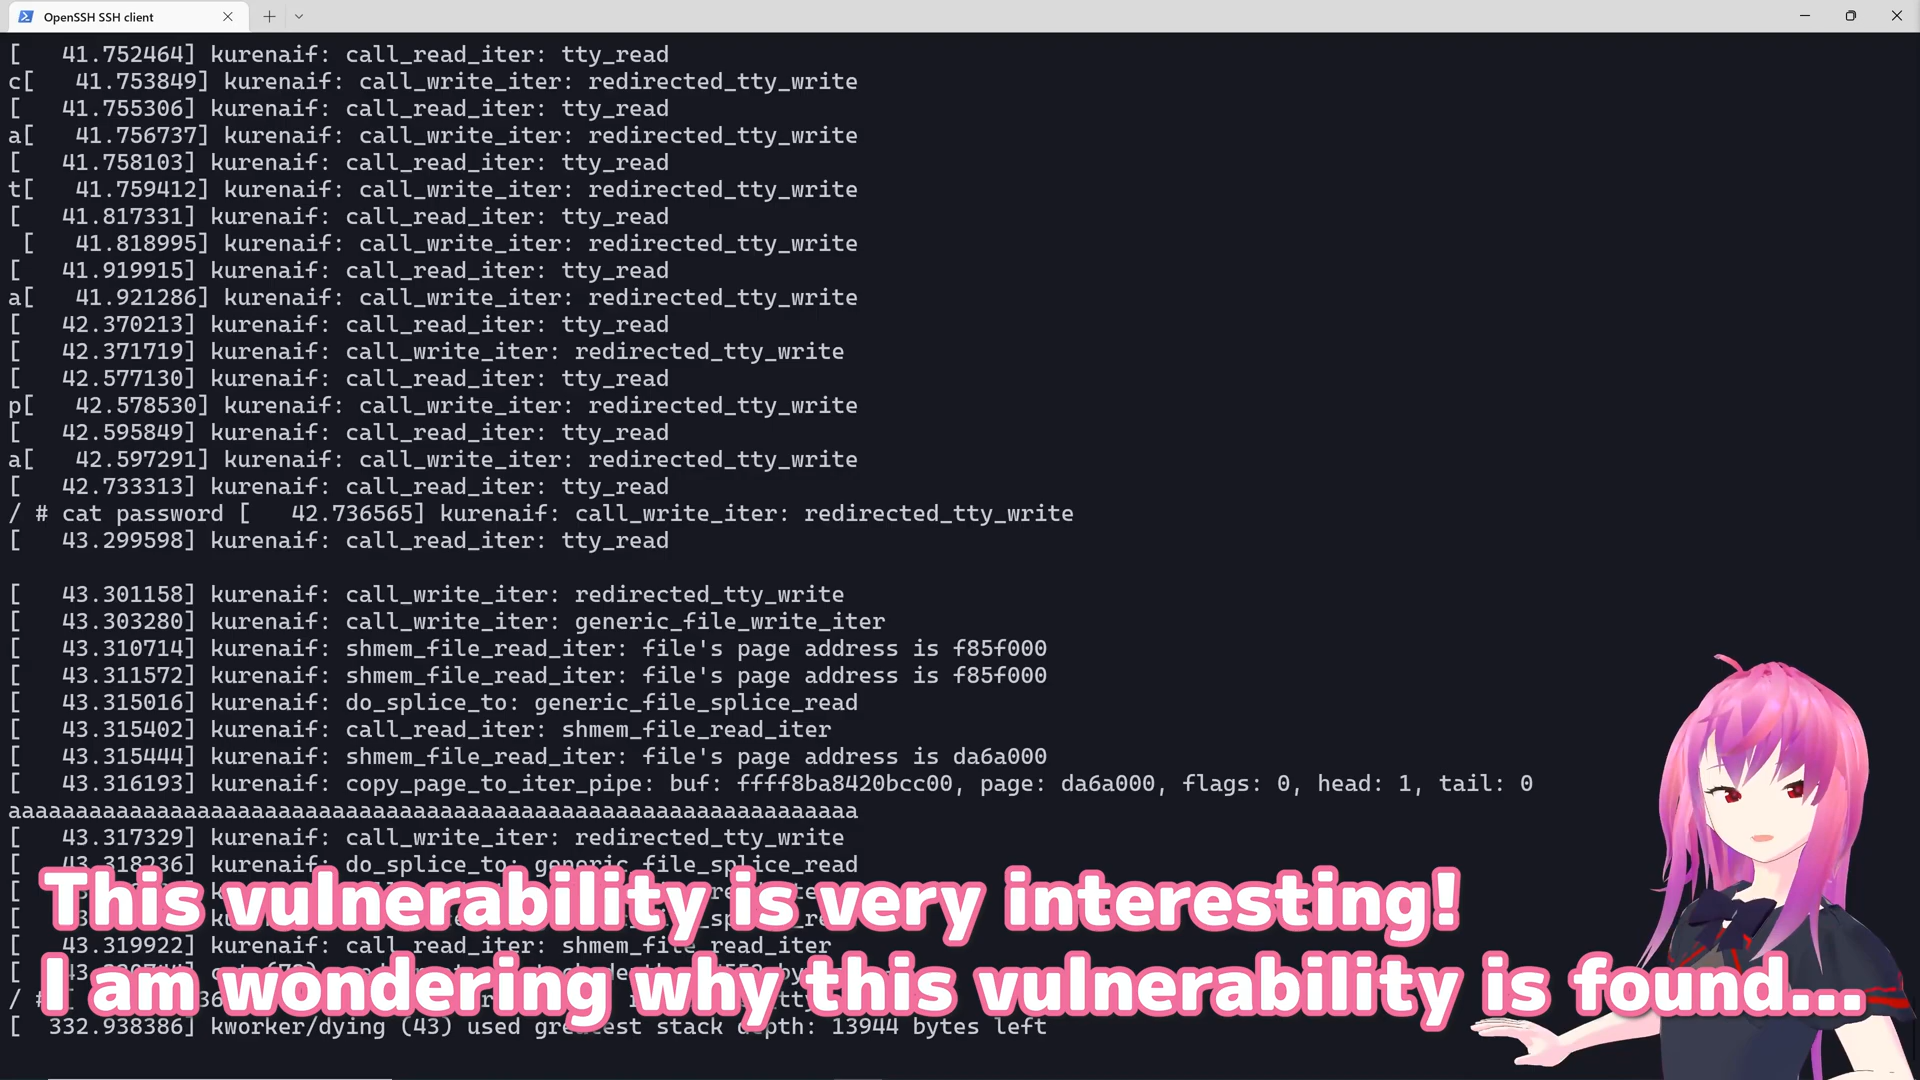 OpenSSH SSH client
[   41.752464] kurenaif: call_read_iter: tty_read
c[   41.753849] kurenaif: call_write_iter: redirected_tty_write
[   41.755306] kurenaif: call_read_iter: tty_read
a[   41.756737] kurenaif: call_write_iter: redirected_tty_write
[   41.758103] kurenaif: call_read_iter: tty_read
t[   41.759412] kurenaif: call_write_iter: redirected_tty_write
[   41.817331] kurenaif: call_read_iter: tty_read
 [   41.818995] kurenaif: call_write_iter: redirected_tty_write
[   41.919915] kurenaif: call_read_iter: tty_read
a[   41.921286] kurenaif: call_write_iter: redirected_tty_write
[   42.370213] kurenaif: call_read_iter: tty_read
[   42.371719] kurenaif: call_write_iter: redirected_tty_write
[   42.577130] kurenaif: call_read_iter: tty_read
p[   42.578530] kurenaif: call_write_iter: redirected_tty_write
[   42.595849] kurenaif: call_read_iter: tty_read
a[   42.597291] kurenaif: call_write_iter: redirected_tty_write
[   42.733313] kurenaif: call_read_iter: tty_read
/ # cat password [   42.736565] kurenaif: call_write_iter: redirected_tty_write
[   43.299598] kurenaif: call_read_iter: tty_read
[   43.301158] kurenaif: call_write_iter: redirected_tty_write
[   43.303280] kurenaif: call_write_iter: generic_file_write_iter
[   43.310714] kurenaif: shmem_file_read_iter: file's page address is f85f000
[   43.311572] kurenaif: shmem_file_read_iter: file's page address is f85f000
[   43.315016] kurenaif: do_splice_to: generic_file_splice_read
[   43.315402] kurenaif: call_read_iter: shmem_file_read_iter
[   43.315444] kurenaif: shmem_file_read_iter: file's page address is da6a000
[   43.316193] kurenaif: copy_page_to_iter_pipe: buf: ffff8ba8420bcc00, page: da6a000, flags: 0, head: 1, tail: 0
aaaaaaaaaaaaaaaaaaaaaaaaaaaaaaaaaaaaaaaaaaaaaaaaaaaaaaaaaaaaaaa
[   43.317329] kurenaif: call_write_iter: redirected_tty_write
[   43.318236] kurenaif: do_splice_to: generic_file_splice_read
This vulnerability is very interesting!
[   43.319922] kurenaif: call_read_iter: shmem_file_read_iter
I am wondering why this vulnerability is found...
[  332.938386] kworker/dying (43) used greatest stack depth: 13944 bytes left